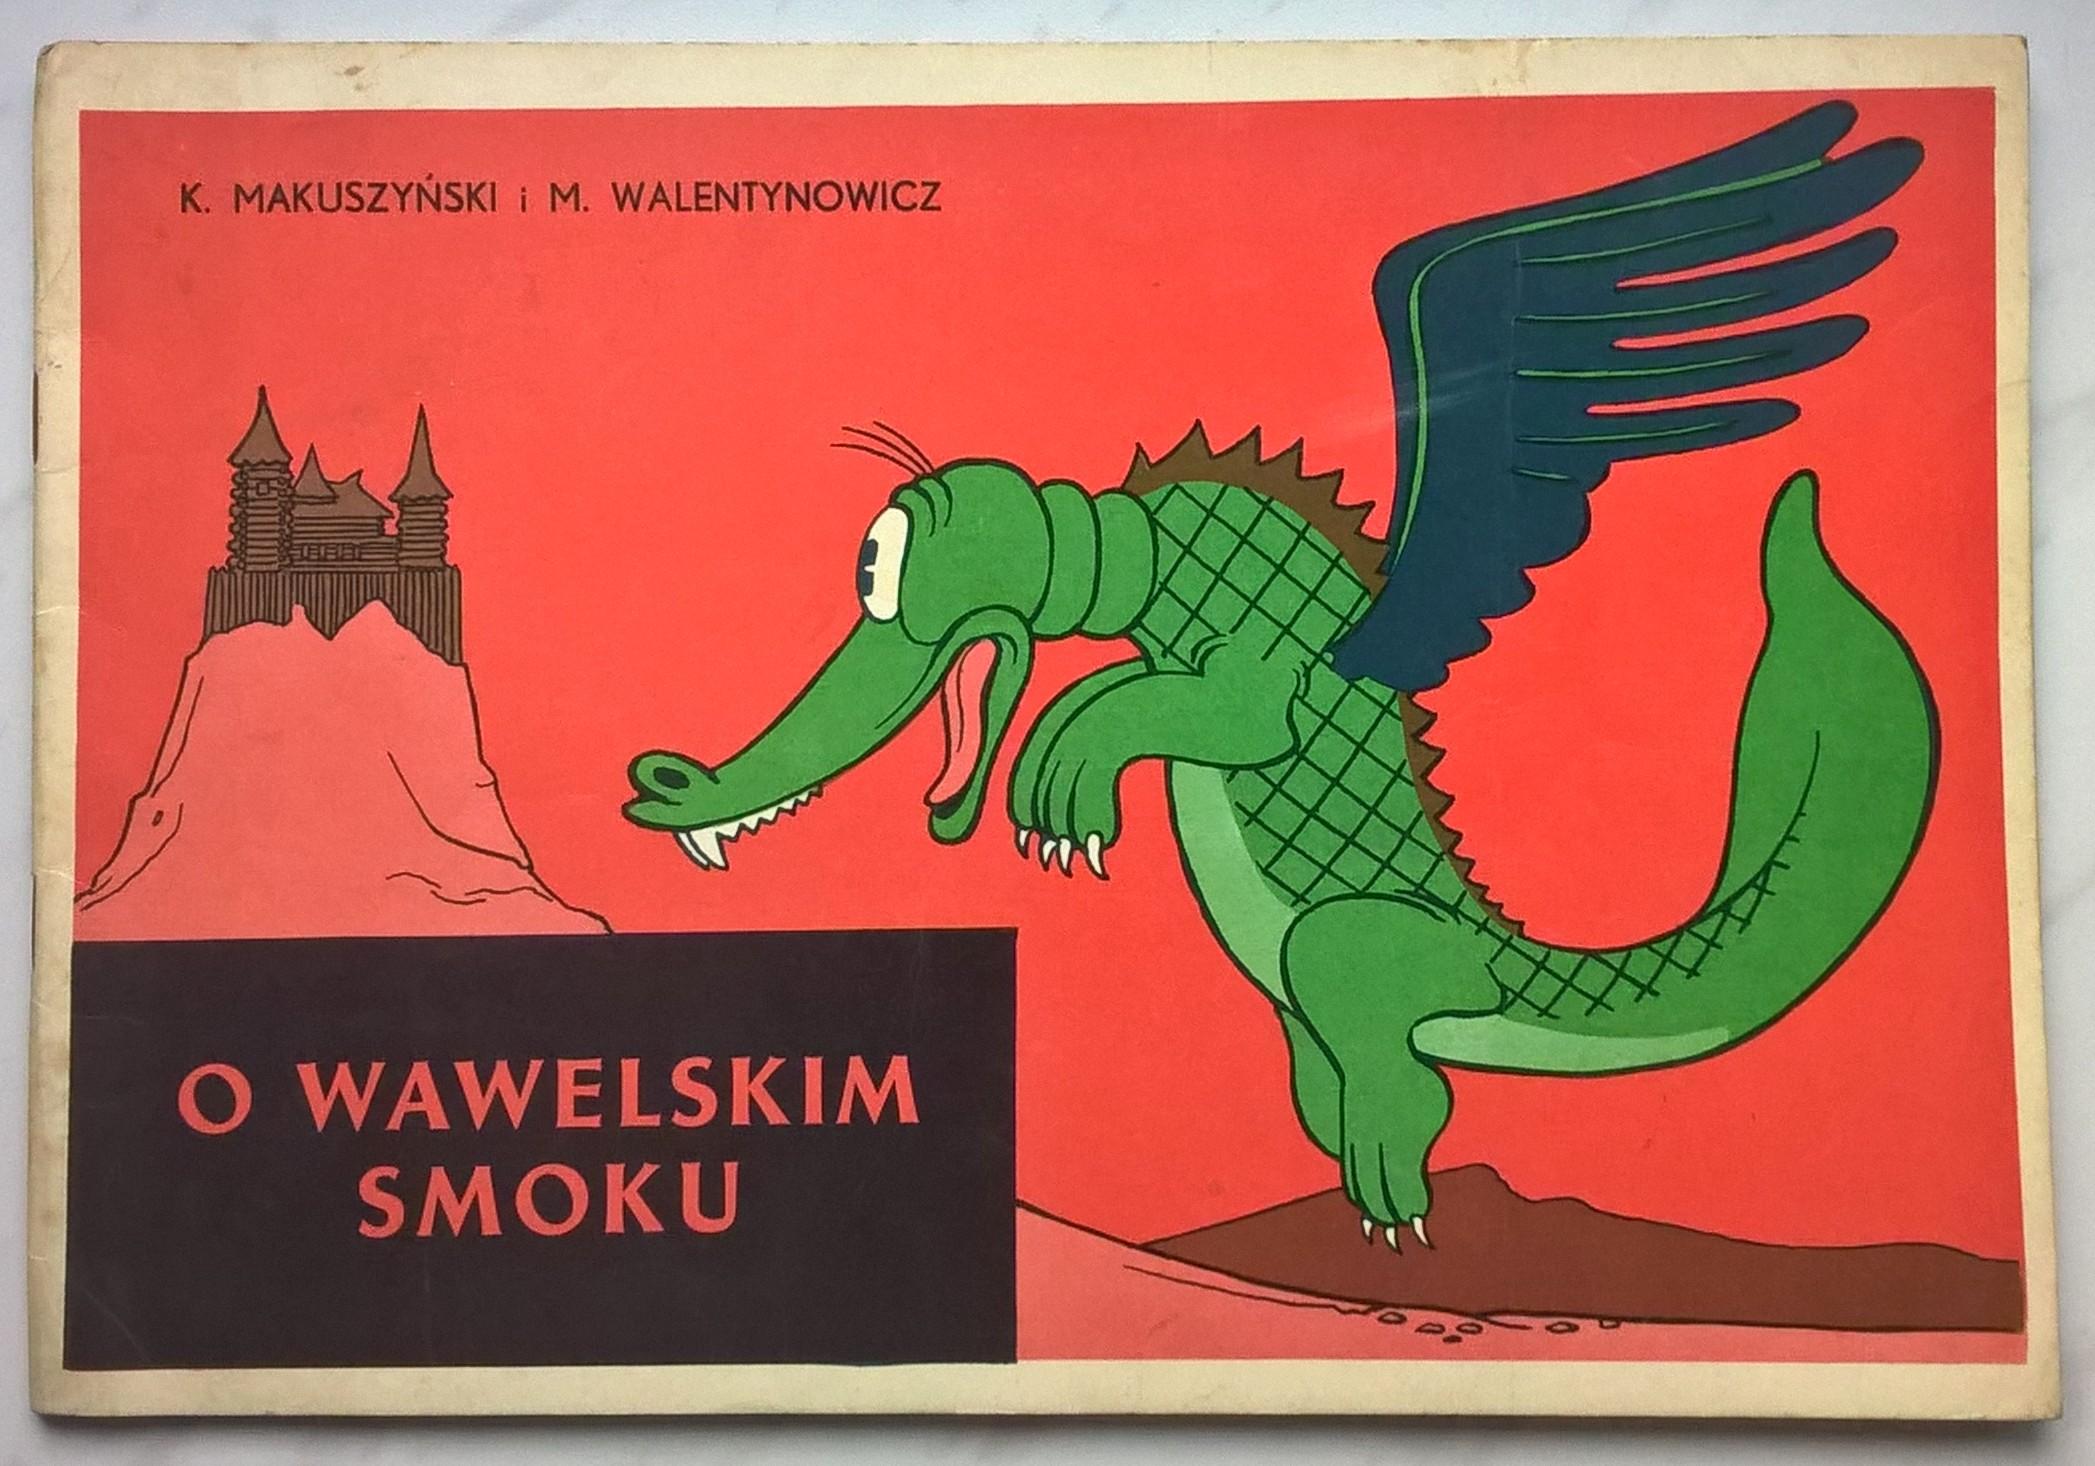 K. MAKUSZYŃSKI i M. WALENTYNOWICZ
O WAWELSKIM
SMOKU